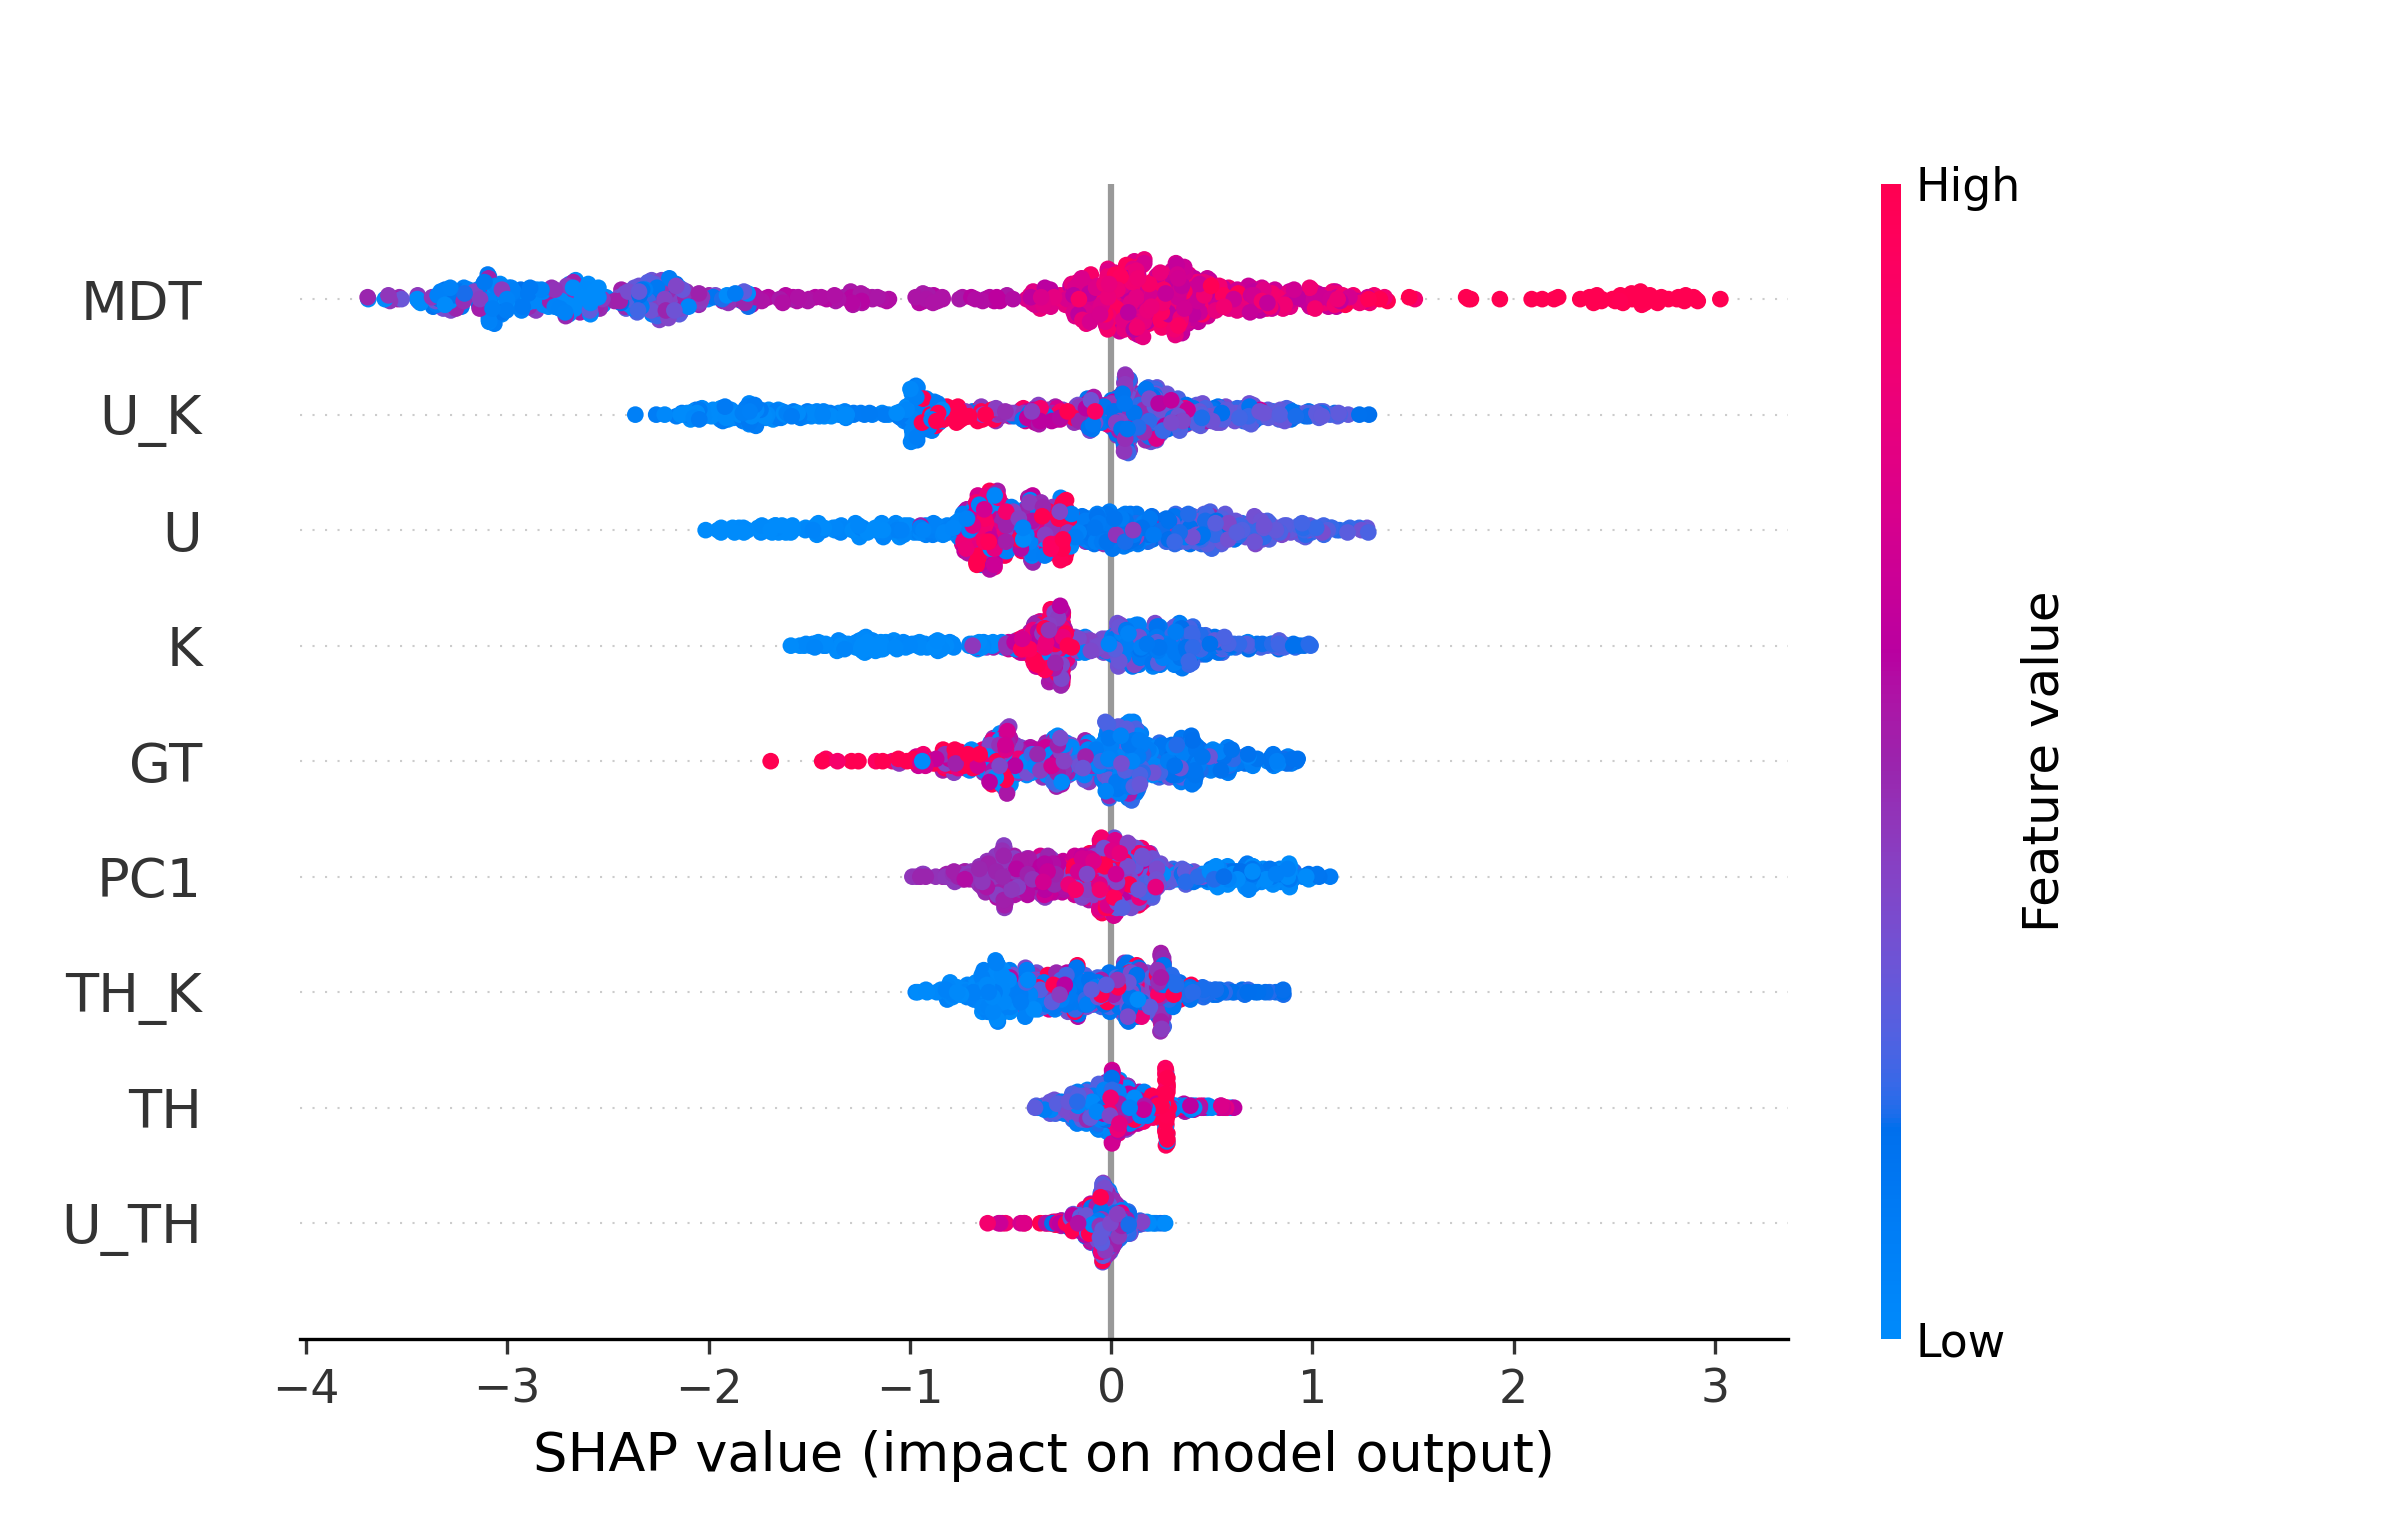 High
MDT
U_K
U
K
GT
PC1
TH_K
TH
U_TH
Feature value
Low
−4 −3 −2 −1 0 1 2 3
SHAP value (impact on model output)